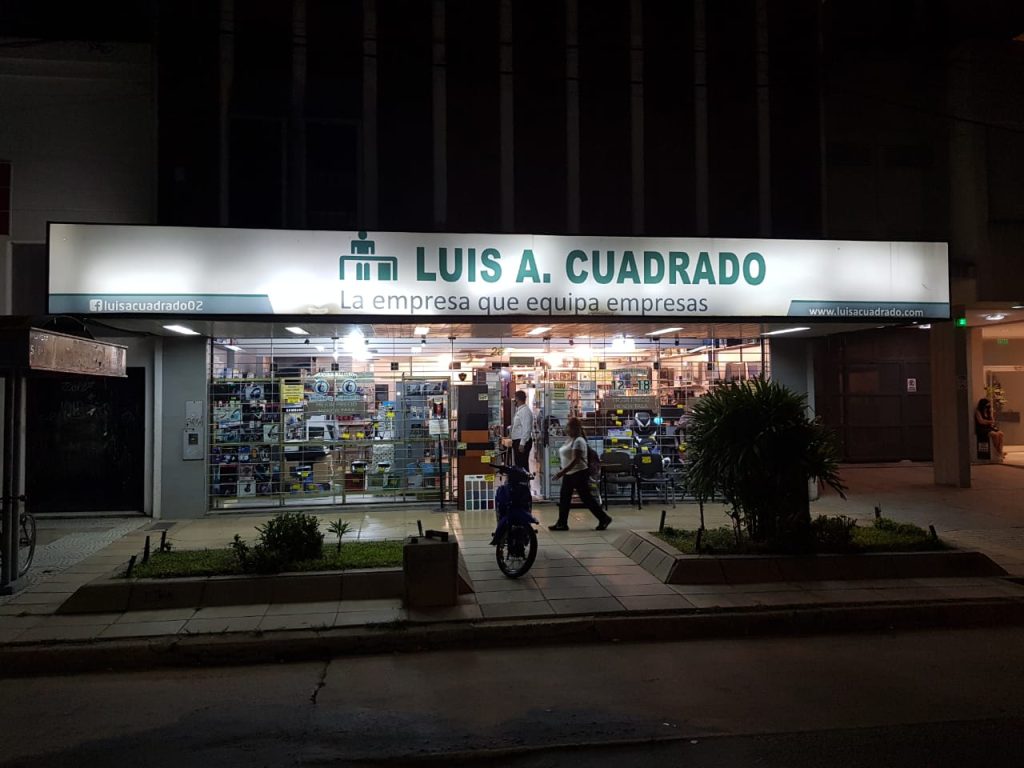 LUIS A. CUADRADO
La empresa que equipa empresas
luisacuadrado02
www.luisacuadrado.com